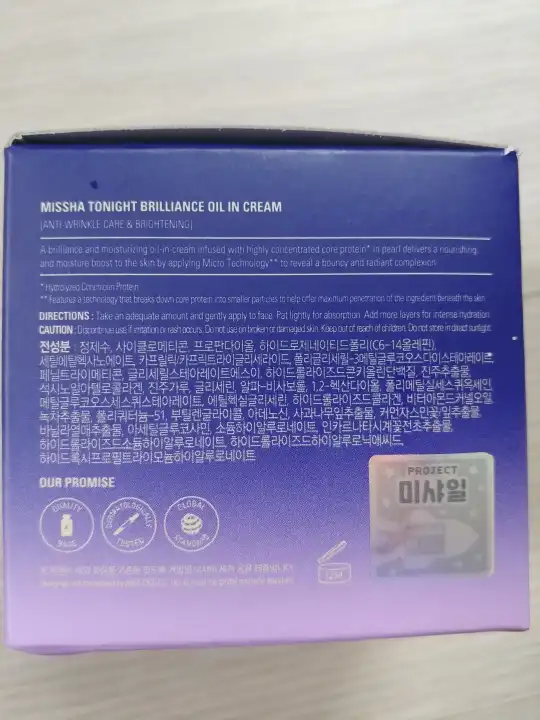 MISSHA TONIGHT BRILLIANCE OIL IN CREAM
[ANTI WRINKLE CARE & BRIGHTENING]
A brilliance and moisturizing oil-in-cream infused with highly concentrated core protein* in pearl delivers a nourishing
and moisture boost to the skin by applying Micro Technology** to reveal a bouncy and radiant complexion.
*Hydrolyzed Conchiolin Protein
**Features a technology that breaks down core protein into smaller particles to help offer maximum penetration of the ingredients beneath the skin
DIRECTIONS : Take an adequate amount and gently apply to face. Pat lightly for absorption. Add more layers for intense hydration.
CAUTION : Discontinue use if irritation or rash occurs. Do not use on broken or damaged skin. Keep out of reach of children. Do not store in direct sunlight.
전성분 : 정제수, 사이클로메티콘, 프로판다이올, 하이드로제네이티드폴리(C6-14올레핀),
세틸에틸헥사노에이트, 카프릴릭/카프릭트라이글리세라이드, 폴리글리세릴-3메틸글루코오스다이스테아레이트,
페닐트라이메티콘, 글리세릴스테아레이트에스이, 하이드롤라이즈드콘키올린단백질, 진주추출물,
석시노일아텔로콜라겐, 진주가루, 글리세린, 알파-비사보롤, 1,2-헥산다이올, 폴리메틸실세스퀴옥세인,
메틸글루코오스세스퀴스테아레이트, 에틸헥실글리세린, 하이드롤라이즈드콜라겐, 비터아몬드커넬오일,
녹차추출물, 폴리쿼터늄-51, 부틸렌글라이콜, 아데노신, 사과나무잎추출물, 커먼자스민꽃/잎추출물,
바닐라열매추출물, 아세틸글루코사민, 소듐하이알루로네이트, 인카르나타시계꽃전초추출물,
하이드롤라이즈드소듐하이알루로네이트, 하이드롤라이즈드하이알루로닉애씨드,
하이드록시프로필트라이모늄하이알루로네이트
OUR PROMISE
QUALITY
BASE
DERMATOLOGICALLY
TESTED
GLOBAL
STANDARD
12M
PROJECT
미샤일